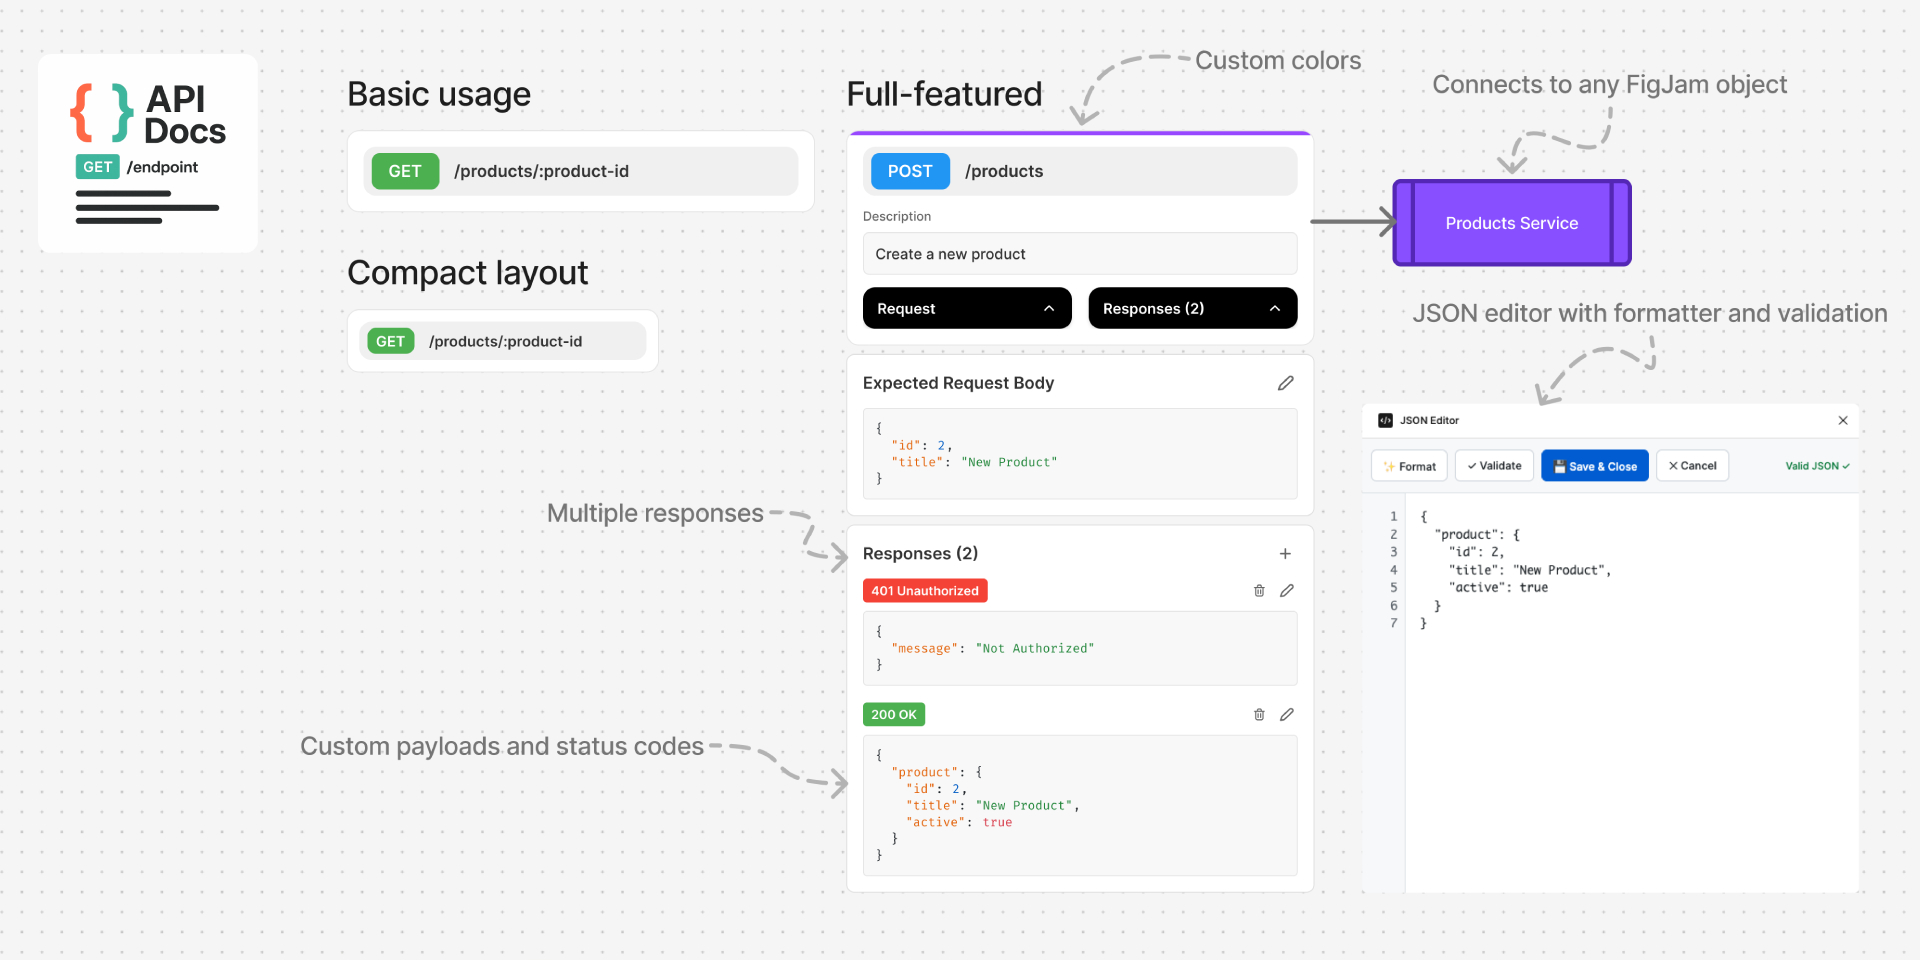 { } API
Docs
GET /endpoint
Basic usage
GET /products/:product-id
Compact layout
GET /products/:product-id
Full-featured
Custom colors
POST /products
Description
Create a new product
Request
Responses (2)
Expected Request Body
{
"id": 2,
"title": "New Product"
}
Multiple responses
Responses (2)
+
401 Unauthorized
{
"message": "Not Authorized"
}
200 OK
Custom payloads and status codes
{
"product": {
"id": 2,
"title": "New Product",
"active": true
}
}
Connects to any FigJam object
Products Service
JSON editor with formatter and validation
</> JSON Editor
✨ Format
✓ Validate
💾 Save & Close
✕ Cancel
Valid JSON ✓
1 {
2 "product": {
3 "id": 2,
4 "title": "New Product",
5 "active": true
6 }
7 }